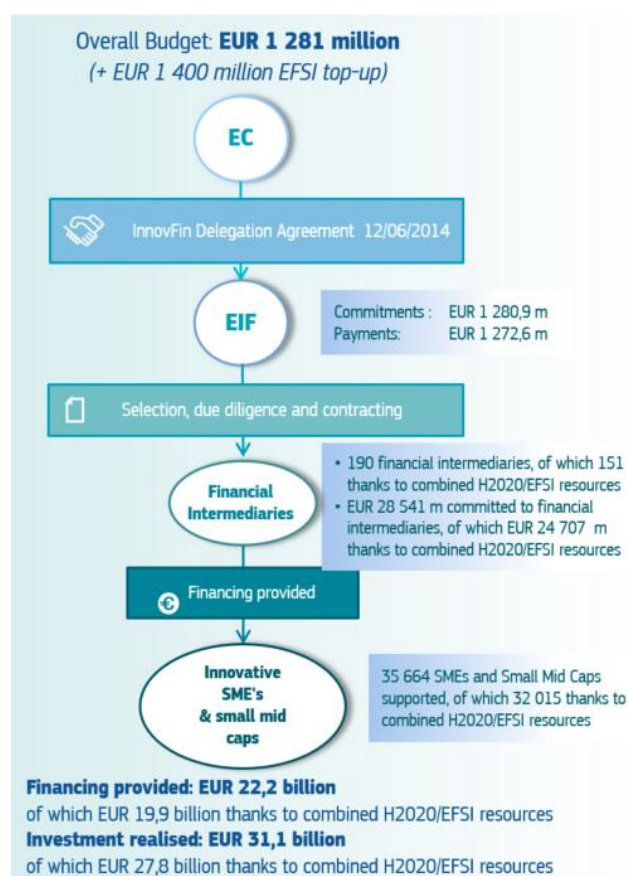 Overall Budget: EUR 1 281 million
(+ EUR 1 400 million EFSI top-up)
EC
InnovFin Delegation Agreement 12/06/2014
EIF
Commitments : EUR 1 280,9 m
Payments: EUR 1 272,6 m
Selection, due diligence and contracting
Financial
Intermediaries
• 190 financial intermediaries, of which 151
thanks to combined H2020/EFSI resources
• EUR 28 541 m committed to financial
intermediaries, of which EUR 24 707 m
thanks to combined H2020/EFSI resources
Financing provided
Innovative
SME's
& small mid
caps
35 664 SMEs and Small Mid Caps
supported, of which 32 015 thanks to
combined H2020/EFSI resources
Financing provided: EUR 22,2 billion
of which EUR 19,9 billion thanks to combined H2020/EFSI resources
Investment realised: EUR 31,1 billion
of which EUR 27,8 billion thanks to combined H2020/EFSI resources